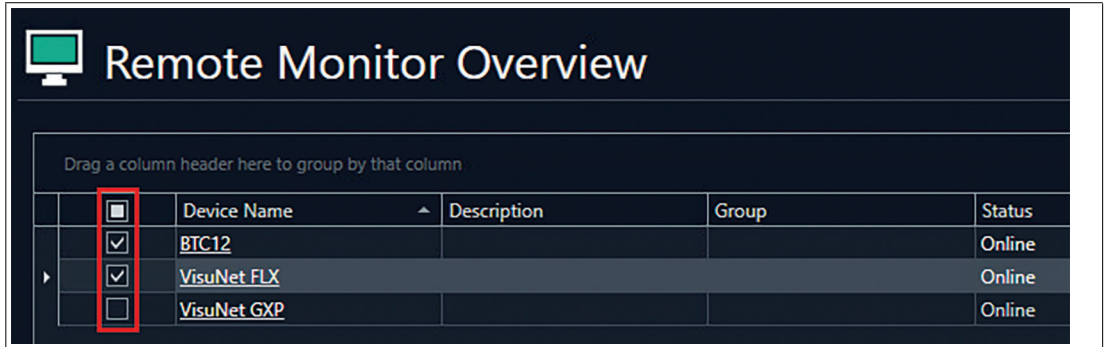 Remote Monitor Overview
Drag a column header here to group by that column
Device Name Description Group Status
BTC12 Online
VisuNet FLX Online
VisuNet GXP Online